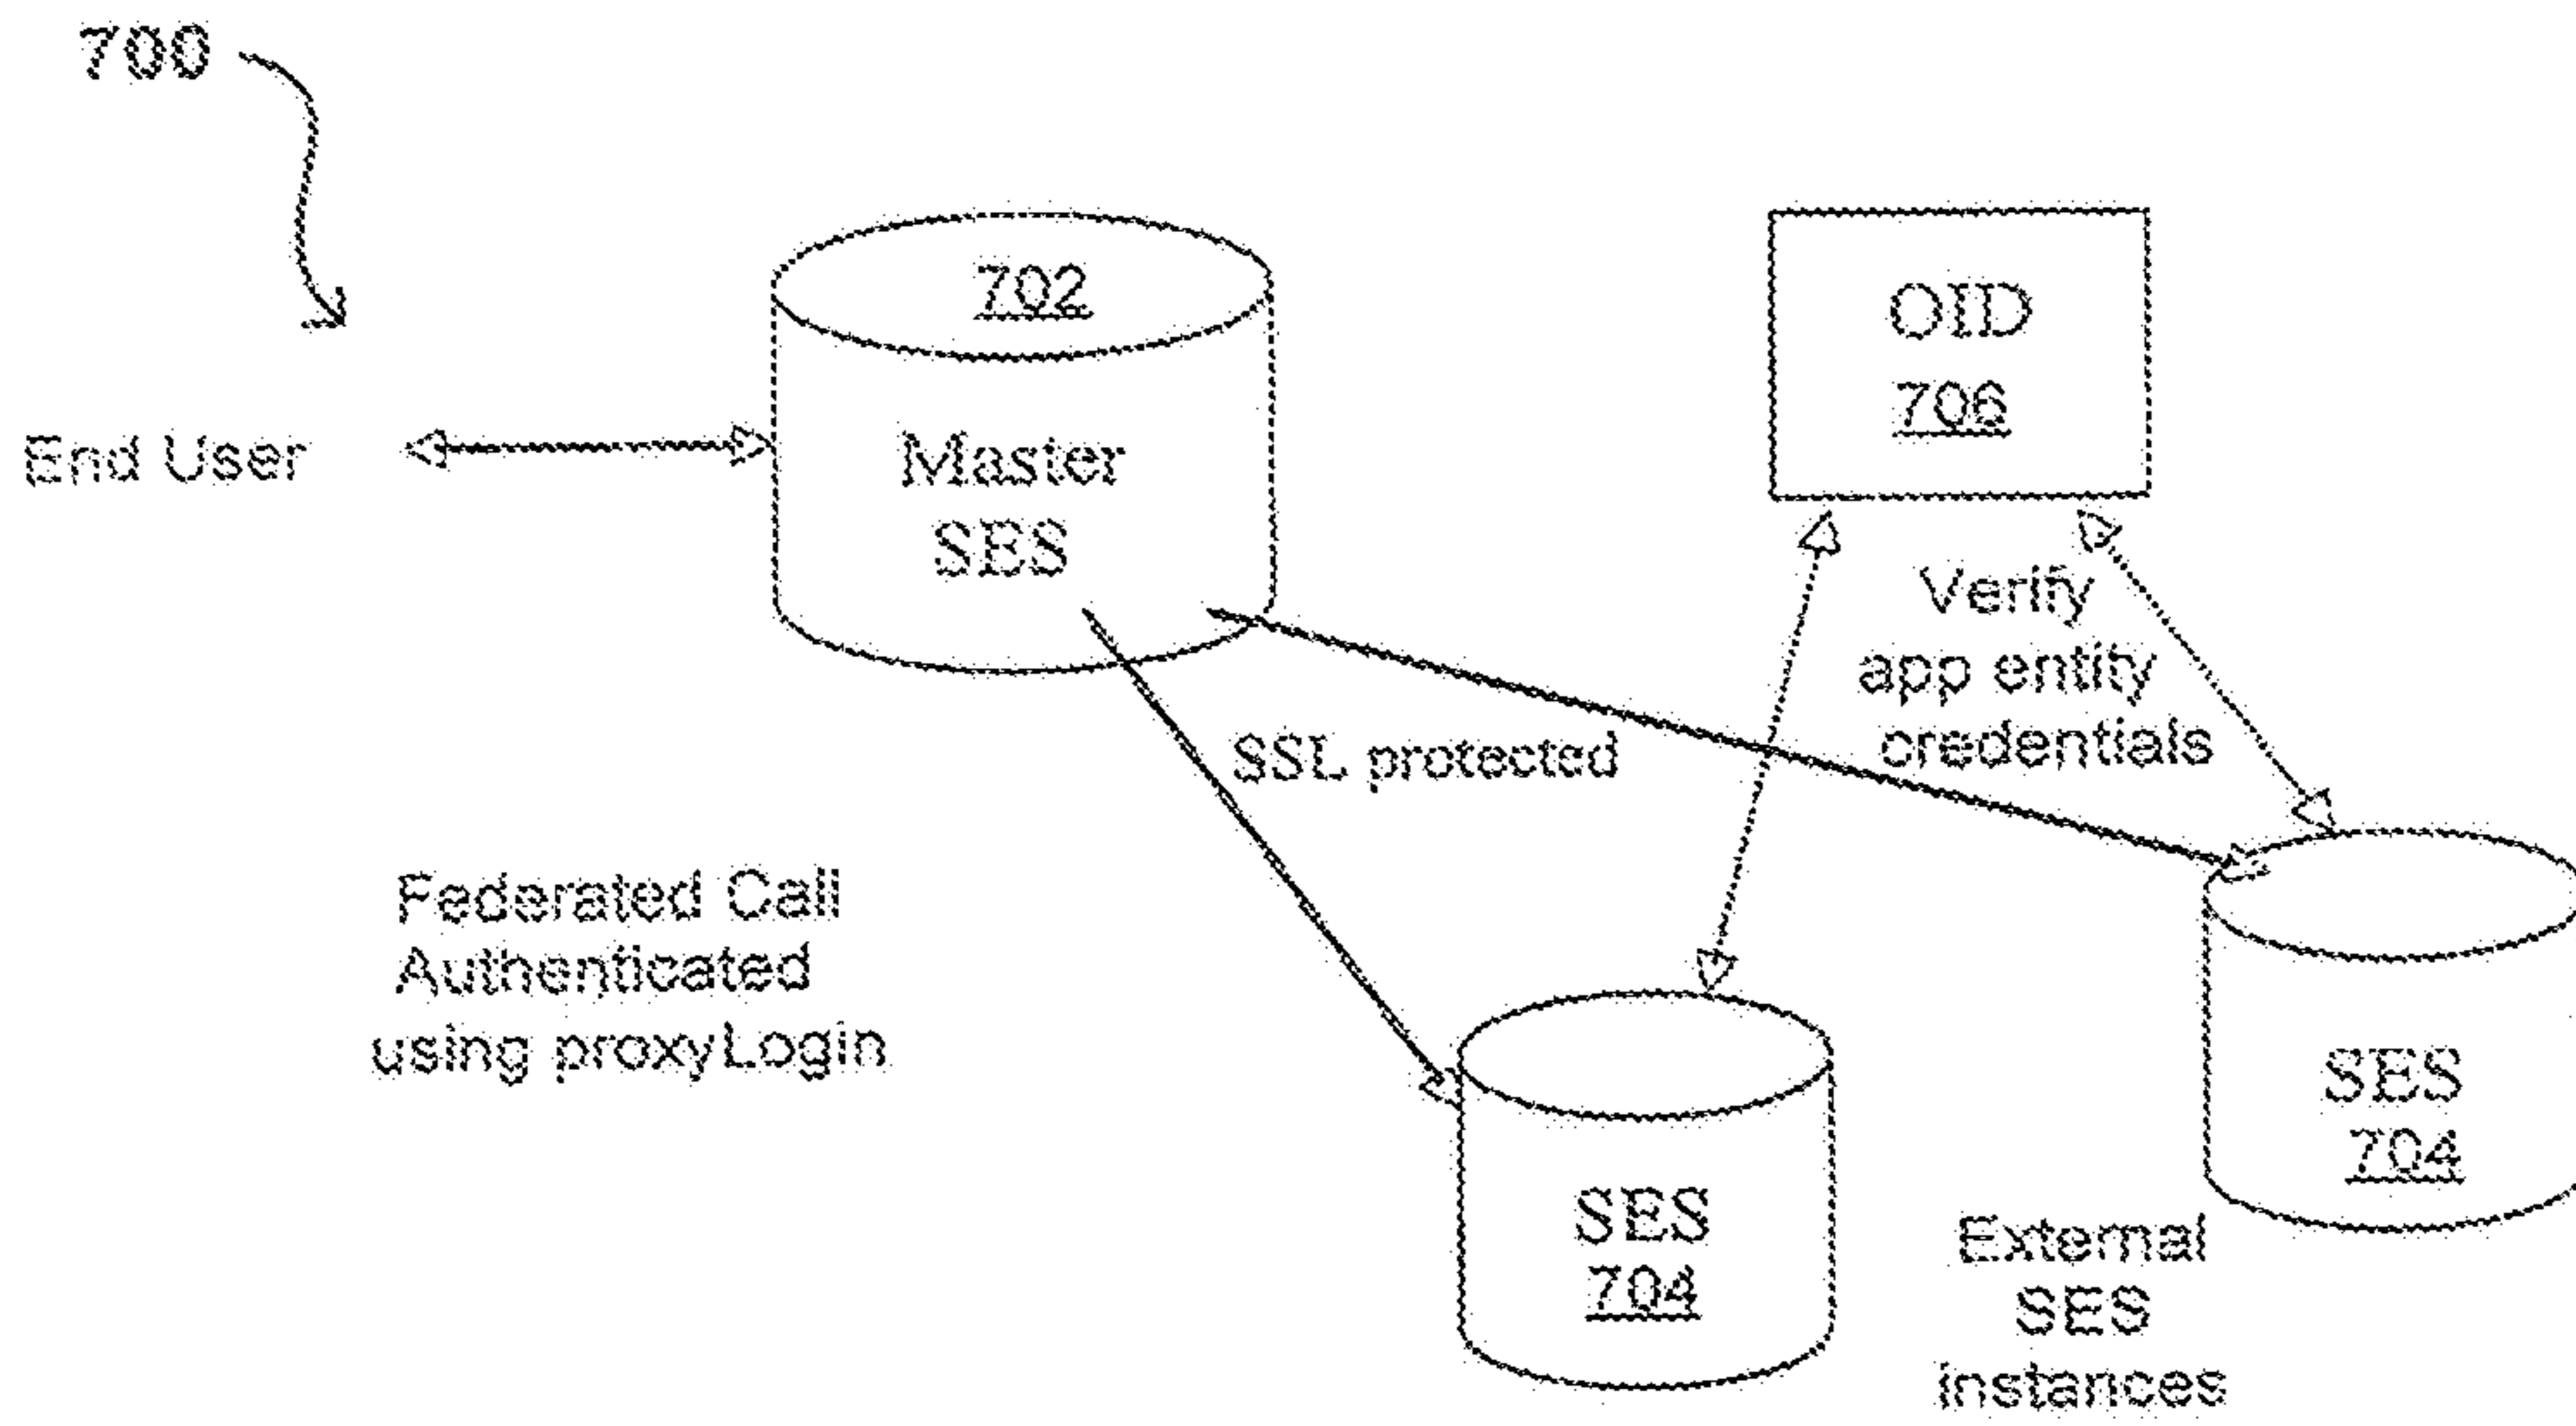 700
702
Master
SES
End User
OID
706
Verify
app entity
credentials
SSL protected
Federated Call
Authenticated
using proxyLogin
SES
704
SES
704
External
SES
instances